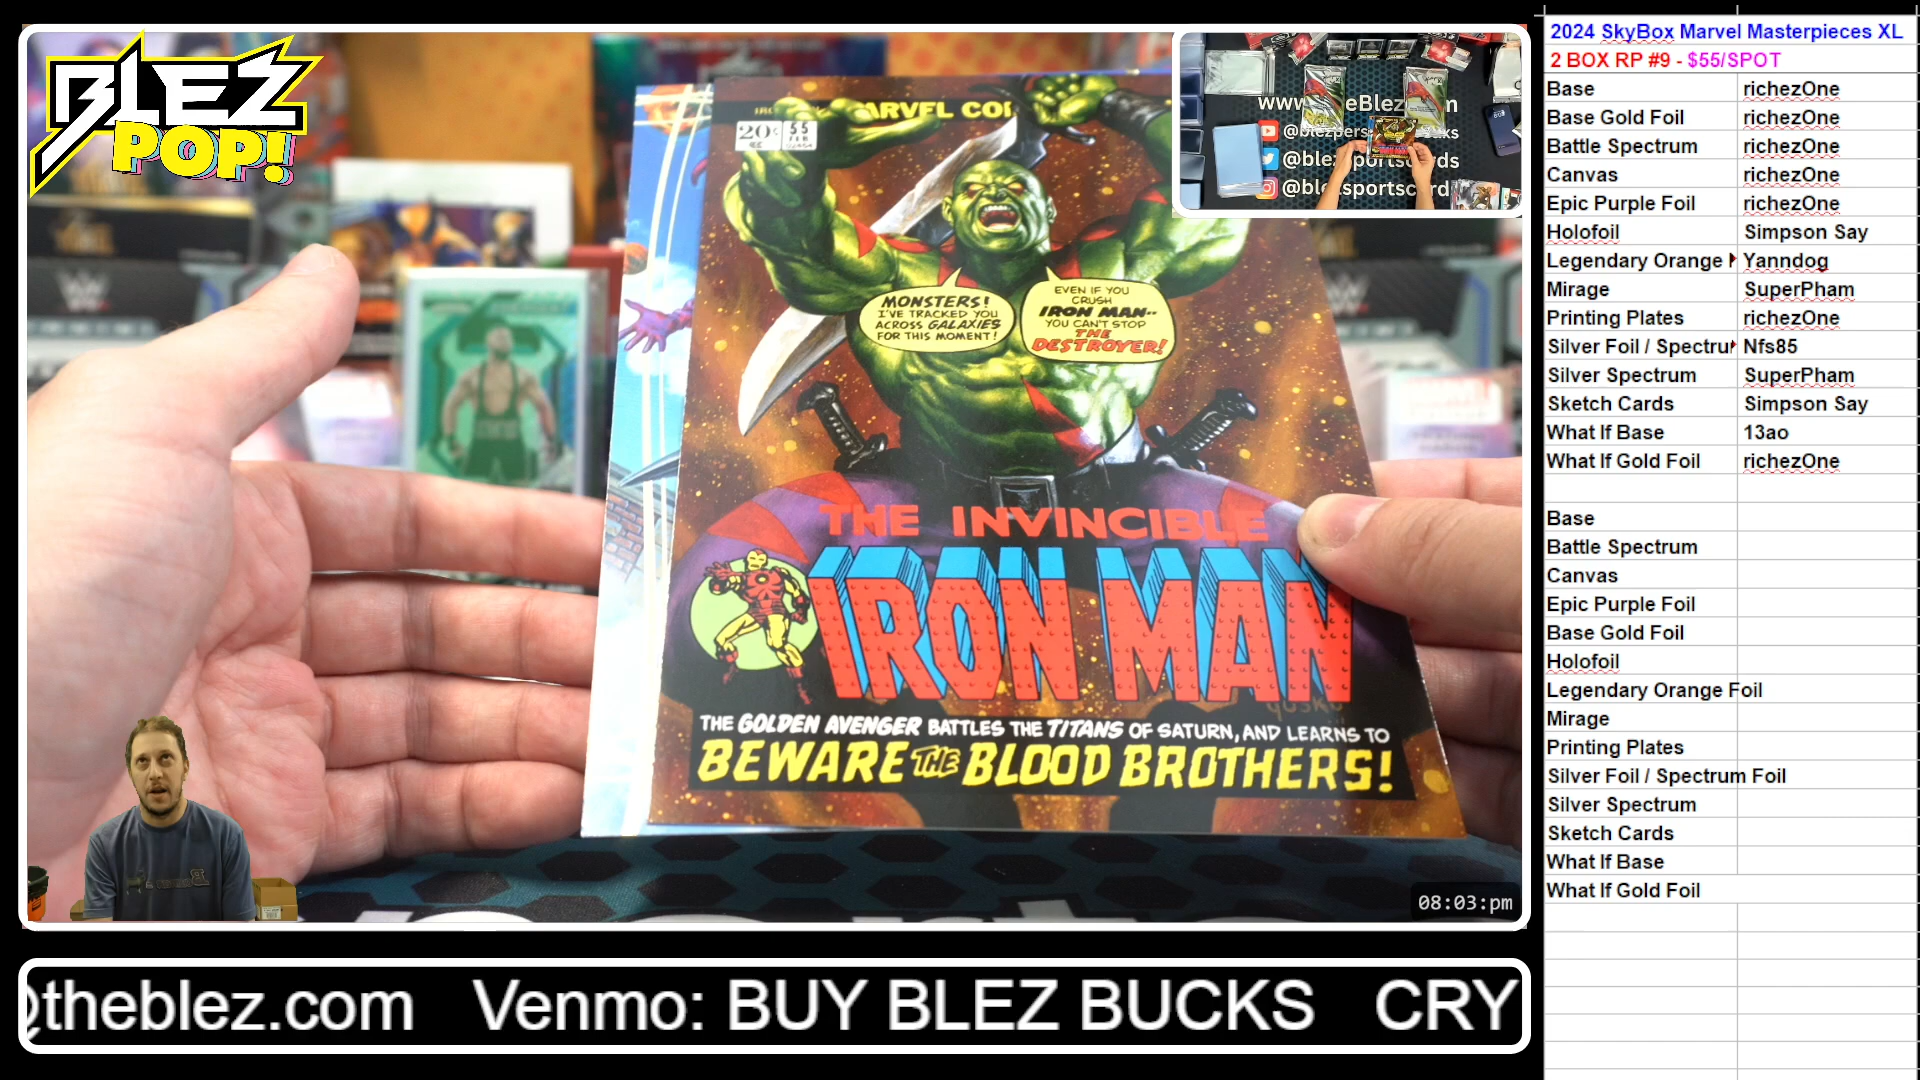 BLEZ
POP!
MARVEL COM
20¢
55
FEB
MONSTERS!
I'VE TRACKED YOU
ACROSS GALAXIES
FOR THIS MOMENT!
EVEN IF YOU
CRUSH
IRON MAN--
YOU CAN'T STOP
THE
DESTROYER!
THE INVINCIBLE
IRON MAN
THE GOLDEN AVENGER BATTLES THE TITANS OF SATURN, AND LEARNS TO
BEWARE THE BLOOD BROTHERS!
@blezsportscard
08:03:pm
@theblez.com Venmo: BUY BLEZ BUCKS CRY
2024 SkyBox Marvel Masterpieces XL
2 BOX RP #9 - $55/SPOT
Base richezOne
Base Gold Foil richezOne
Battle Spectrum richezOne
Canvas richezOne
Epic Purple Foil richezOne
Holofoil Simpson Say
Legendary Orange F Yanndog
Mirage SuperPham
Printing Plates richezOne
Silver Foil / Spectru Nfs85
Silver Spectrum SuperPham
Sketch Cards Simpson Say
What If Base 13ao
What If Gold Foil richezOne
Base
Battle Spectrum
Canvas
Epic Purple Foil
Base Gold Foil
Holofoil
Legendary Orange Foil
Mirage
Printing Plates
Silver Foil / Spectrum Foil
Silver Spectrum
Sketch Cards
What If Base
What If Gold Foil